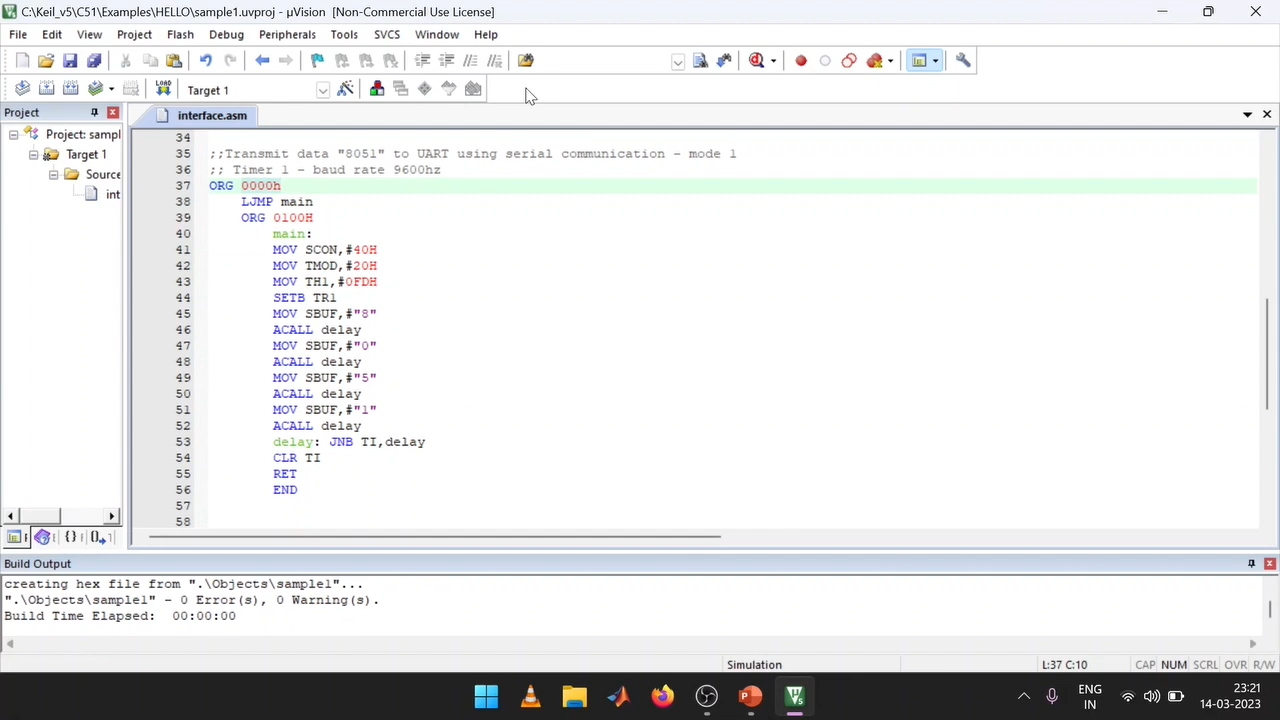 C:\Keil_v5\C51\Examples\HELLO\sample1.uvproj - µVision [Non-Commercial Use License]
File Edit View Project Flash Debug Peripherals Tools SVCS Window Help
LOAD
Target 1
Project
interface.asm
Project: sampl
Target 1
Source
int
34
35 ;;Transmit data "8051" to UART using serial communication - mode 1
36 ;; Timer 1 - baud rate 9600hz
37 ORG 0000h
38 LJMP main
39 ORG 0100H
40 main:
41 MOV SCON,#40H
42 MOV TMOD,#20H
43 MOV TH1,#0FDH
44 SETB TR1
45 MOV SBUF,#"8"
46 ACALL delay
47 MOV SBUF,#"0"
48 ACALL delay
49 MOV SBUF,#"5"
50 ACALL delay
51 MOV SBUF,#"1"
52 ACALL delay
53 delay: JNB TI,delay
54 CLR TI
55 RET
56 END
57
58
Build Output
creating hex file from ".\Objects\sample1"...
".\Objects\sample1" - 0 Error(s), 0 Warning(s).
Build Time Elapsed: 00:00:00
Simulation L:37 C:10 CAP NUM SCRL OVR R/W
ENG
IN
23:21
14-03-2023